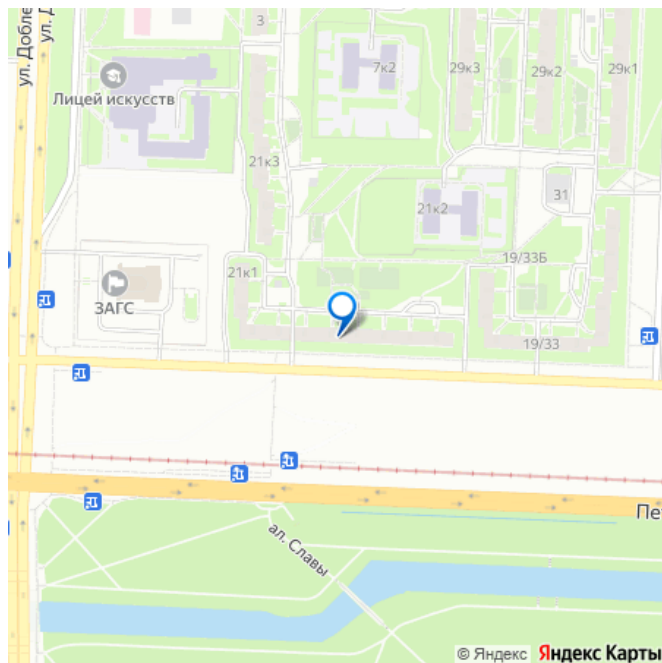 ул. Добле
ул. Д
3
7к2
29к3
29к2
29к1
Лицей искусств
21к3
21к2
31
19/33Б
21к1
ЗАГС
19/33
Пе
ал. Славы
© Яндекс Яндекс Карты